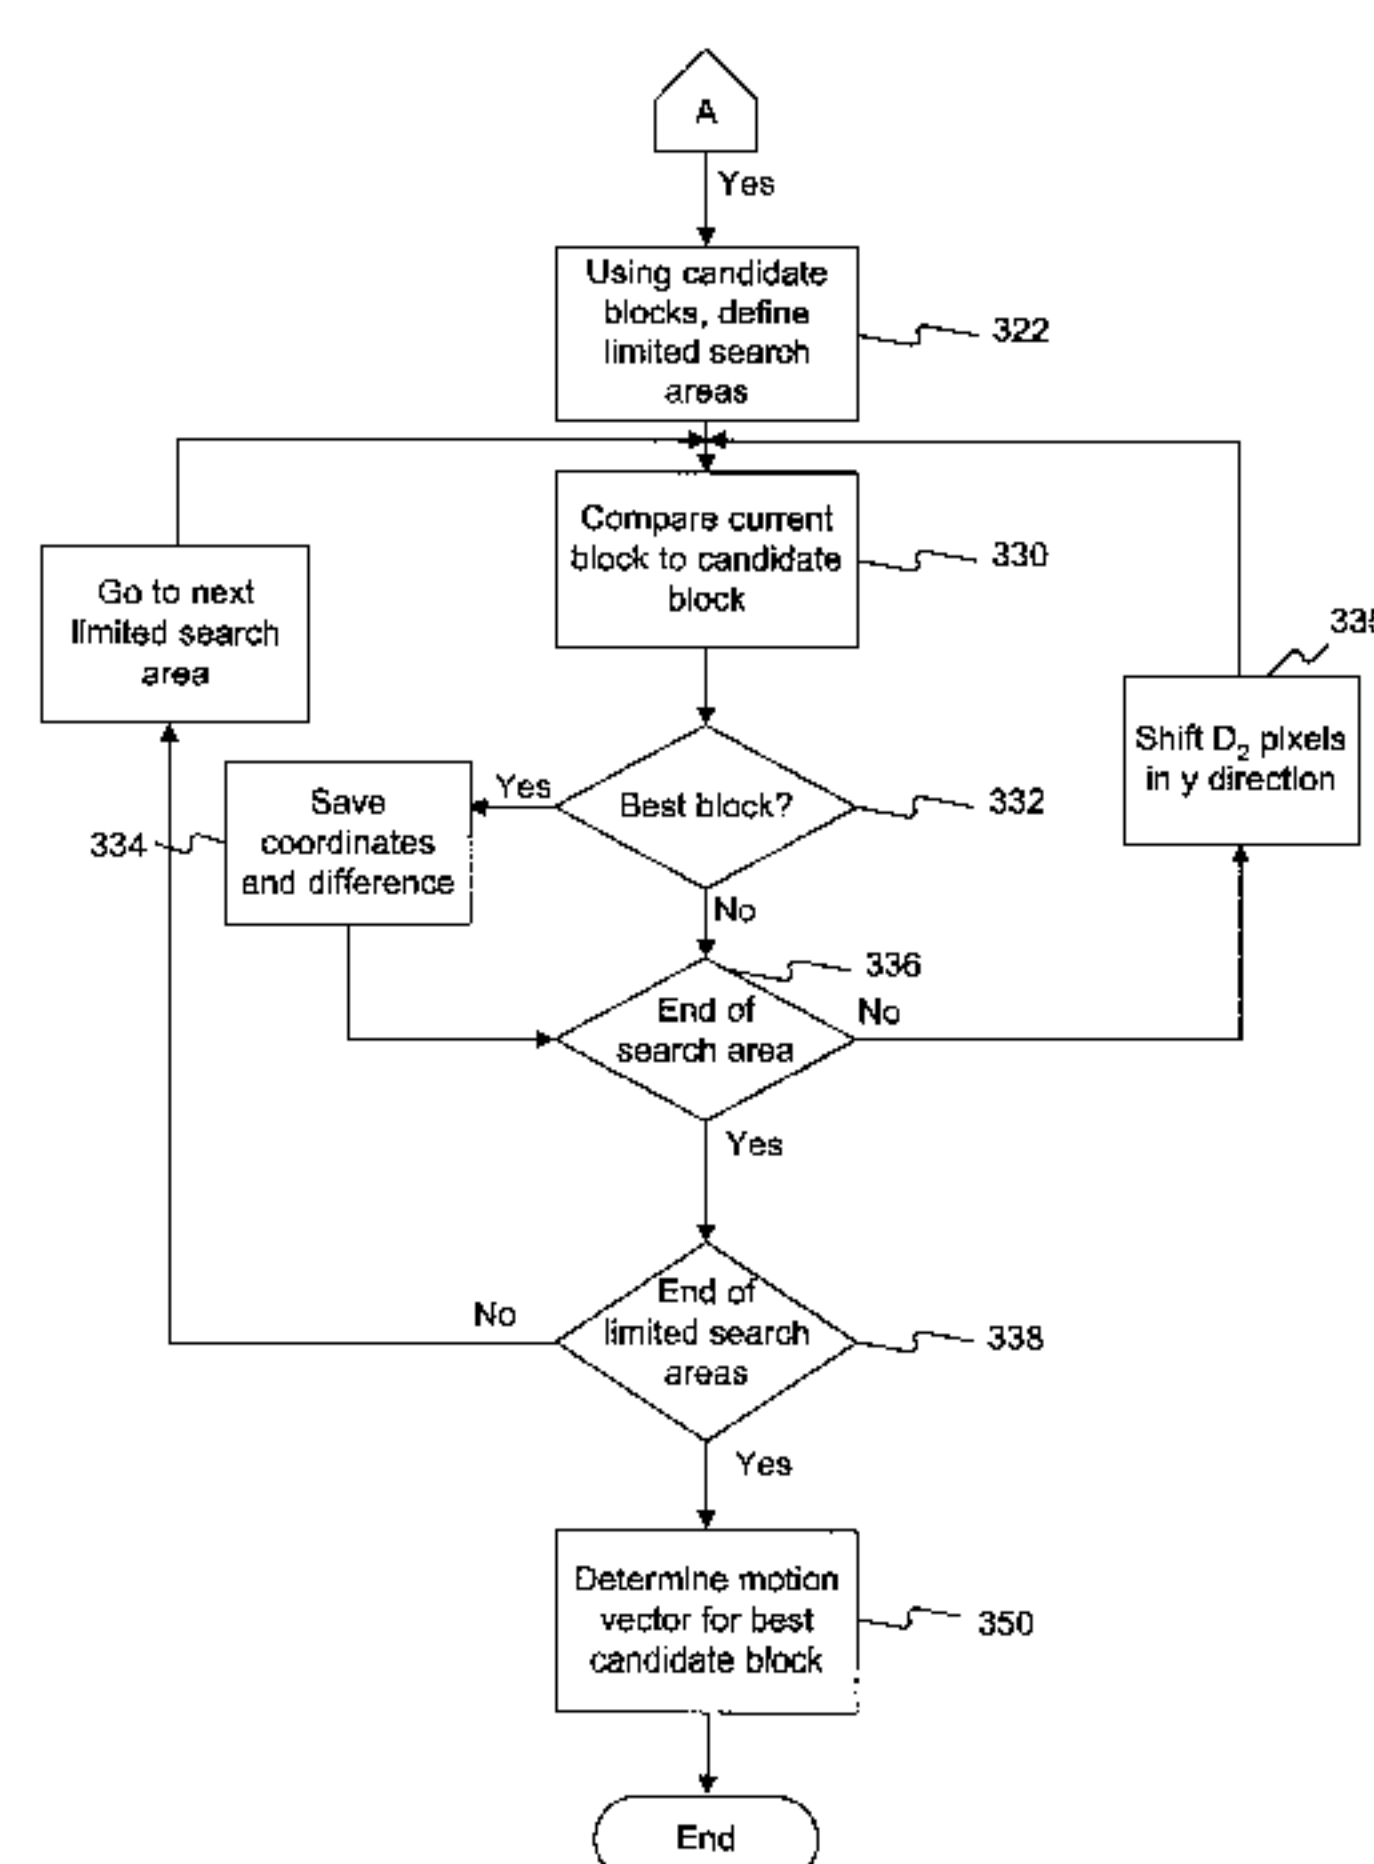 A
Yes
Using candidate
blocks, define
limited search
areas
322
Compare current
block to candidate
block
330
Go to next
limited search
area
335
Shift D₂ pixels
in y direction
Best block?
332
Yes
Save
coordinates
and difference
334
No
336
End of
search area
No
Yes
End of
limited search
areas
338
No
Yes
Determine motion
vector for best
candidate block
350
End